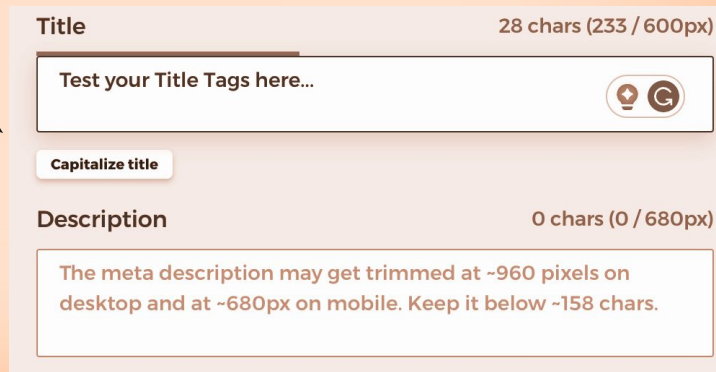 Title
28 chars (233 / 600px)
Test your Title Tags here...
Capitalize title
Description
0 chars (0 / 680px)
The meta description may get trimmed at ~960 pixels on
desktop and at ~680px on mobile. Keep it below ~158 chars.